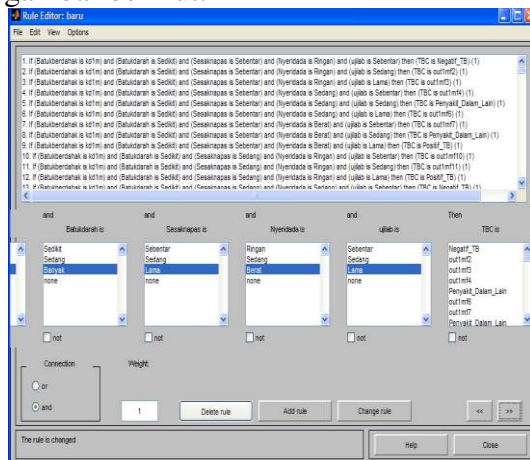 Rule Editor: baru
File Edit View Options
1. If (Batukberdahak is kd1m) and (Batukdarah is Sedikit) and (Sesaknapas is Sebentar) and (Nyeridada is Ringan) and (ujilab is Sebentar) then (TBC is Negatif_TB) (1)
2. If (Batukberdahak is kd1m) and (Batukdarah is Sedikit) and (Sesaknapas is Sebentar) and (Nyeridada is Ringan) and (ujilab is Sedang) then (TBC is out1mf2) (1)
3. If (Batukberdahak is kd1m) and (Batukdarah is Sedikit) and (Sesaknapas is Sebentar) and (Nyeridada is Ringan) and (ujilab is Lama) then (TBC is out1mf3) (1)
4. If (Batukberdahak is kd1m) and (Batukdarah is Sedikit) and (Sesaknapas is Sebentar) and (Nyeridada is Sedang) and (ujilab is Sebentar) then (TBC is out1mf4) (1)
5. If (Batukberdahak is kd1m) and (Batukdarah is Sedikit) and (Sesaknapas is Sebentar) and (Nyeridada is Sedang) and (ujilab is Sedang) then (TBC is Penyakit_Dalam_Lain) (1)
6. If (Batukberdahak is kd1m) and (Batukdarah is Sedikit) and (Sesaknapas is Sebentar) and (Nyeridada is Sedang) and (ujilab is Lama) then (TBC is out1mf6) (1)
7. If (Batukberdahak is kd1m) and (Batukdarah is Sedikit) and (Sesaknapas is Sebentar) and (Nyeridada is Berat) and (ujilab is Sebentar) then (TBC is out1mf7) (1)
8. If (Batukberdahak is kd1m) and (Batukdarah is Sedikit) and (Sesaknapas is Sebentar) and (Nyeridada is Berat) and (ujilab is Sedang) then (TBC is Penyakit_Dalam_Lain) (1)
9. If (Batukberdahak is kd1m) and (Batukdarah is Sedikit) and (Sesaknapas is Sebentar) and (Nyeridada is Berat) and (ujilab is Lama) then (TBC is Positif_TB) (1)
10. If (Batukberdahak is kd1m) and (Batukdarah is Sedikit) and (Sesaknapas is Sedang) and (Nyeridada is Ringan) and (ujilab is Sebentar) then (TBC is out1mf10) (1)
11. If (Batukberdahak is kd1m) and (Batukdarah is Sedikit) and (Sesaknapas is Sedang) and (Nyeridada is Ringan) and (ujilab is Sedang) then (TBC is out1mf11) (1)
12. If (Batukberdahak is kd1m) and (Batukdarah is Sedikit) and (Sesaknapas is Sedang) and (Nyeridada is Ringan) and (ujilab is Lama) then (TBC is Positif_TB) (1)
and and and and Then
Batukdarah is Sesaknapas is Nyeridada is ujilab is TBC is
Sedikit Sebentar Ringan Sebentar Negatif_TB
Sedang Sedang Sedang Sedang out1mf2
Banyak Lama Berat Lama out1mf3
none none none none out1mf4
Penyakit_Dalam_Lain
out1mf6
out1mf7
Penyakit_Dalam_Lain
not not not not not
Connection Weight:
or
and 1 Delete rule Add rule Change rule << >>
The rule is changed Help Close